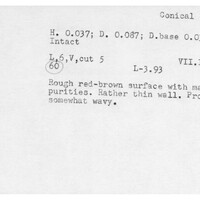 Conical
H. 0.037; D. 0.087; D.base 0.0
Intact
L,6,V,cut 5 VII.
60 L-3.93
Rough red-brown surface with ma
purities. Rather thin wall. Pro
somewhat wavy.